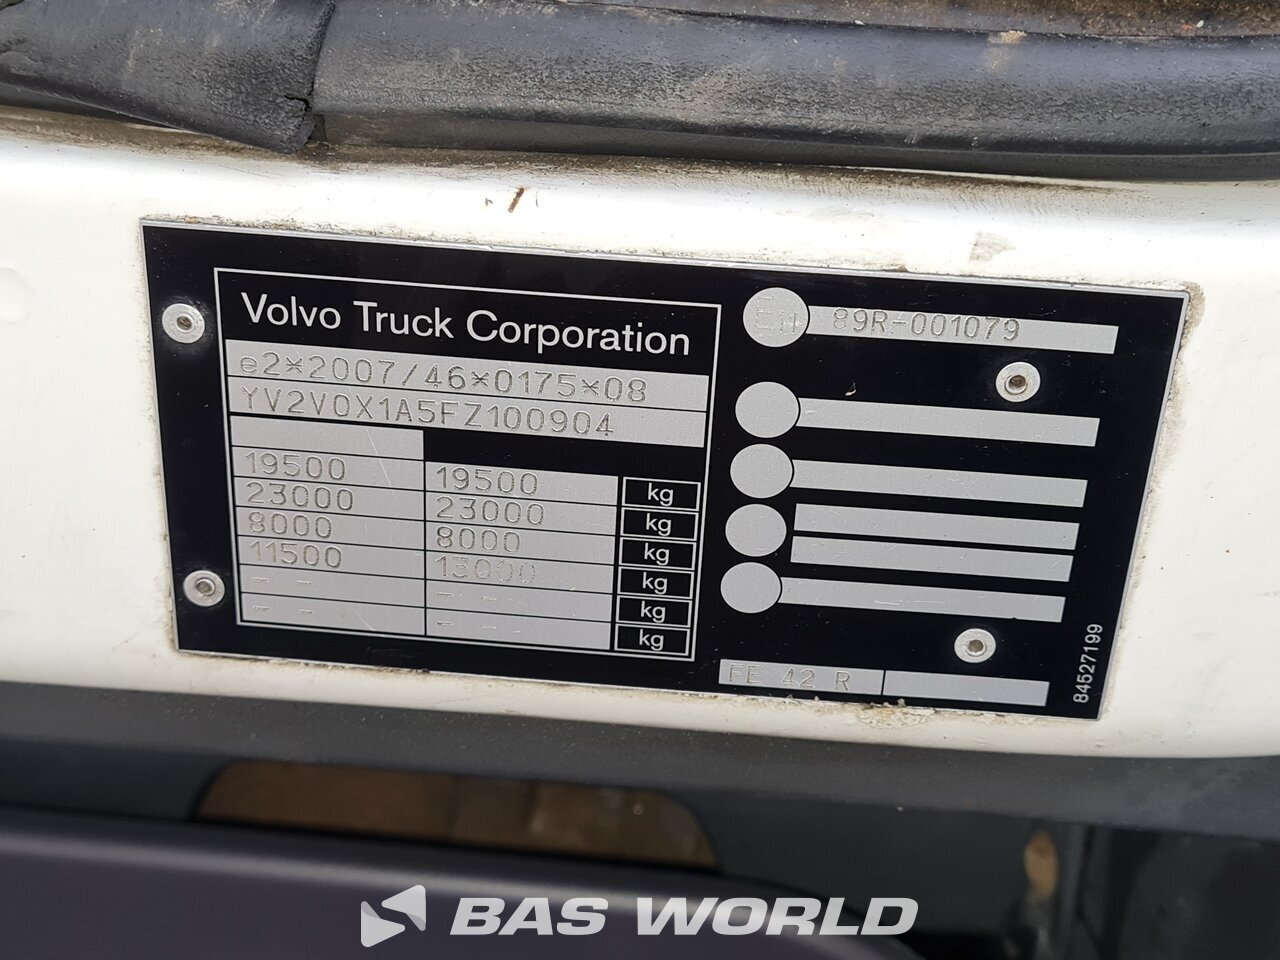 Volvo Truck Corporation
e2*2007/46*0175*08
YV2V0X1A5FZ100904
19500 19500 kg
23000 23000 kg
8000 8000 kg
11500 13000 kg
- - - - kg
- - - - kg
E1 89R-001079
FE 42 R
84527199
BAS WORLD